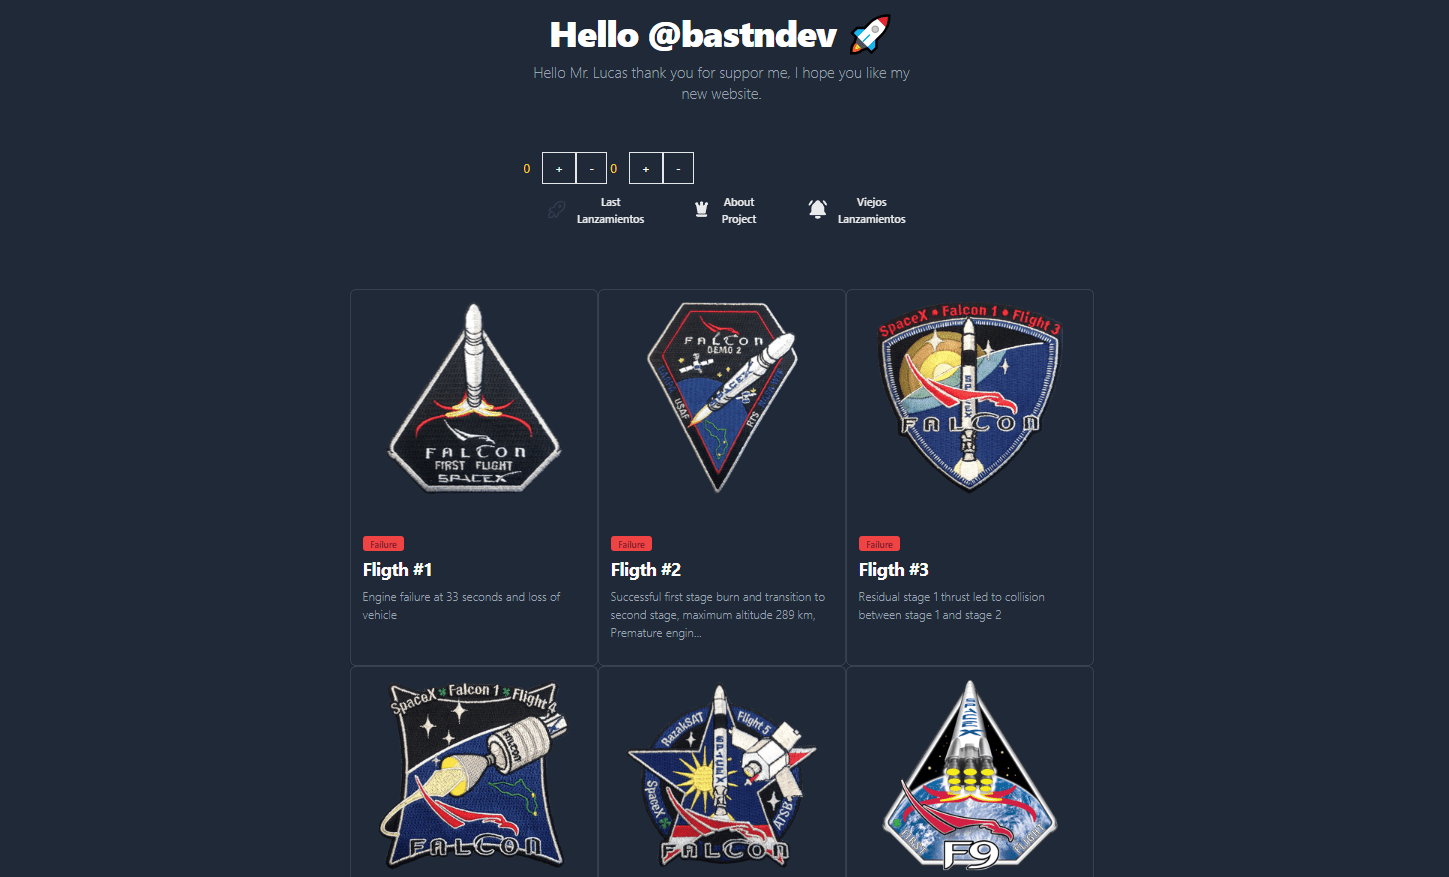 Hello @bastndev 🚀
Hello Mr. Lucas thank you for suppor me, I hope you like my
new website.
0 + - 0 + -
Last
Lanzamientos
About
Project
Viejos
Lanzamientos
FALCON
FIRST FLIGHT
SPACEX
FALCON
DEMO 2
SPACEX
USAF
RTS
SpaceX • Falcon 1 • Flight 3
SPACEX
FALCON
Failure
Fligth #1
Engine failure at 33 seconds and loss of
vehicle
Failure
Fligth #2
Successful first stage burn and transition to
second stage, maximum altitude 289 km,
Premature engin...
Failure
Fligth #3
Residual stage 1 thrust led to collision
between stage 1 and stage 2
SpaceX Falcon 1 Flight 4
FALCON
FALCON
RazakSAT
Flight 5
SPACEX
SpaceX
ATSB
FALCON
SPACEX
FIRST
FLIGHT
F9